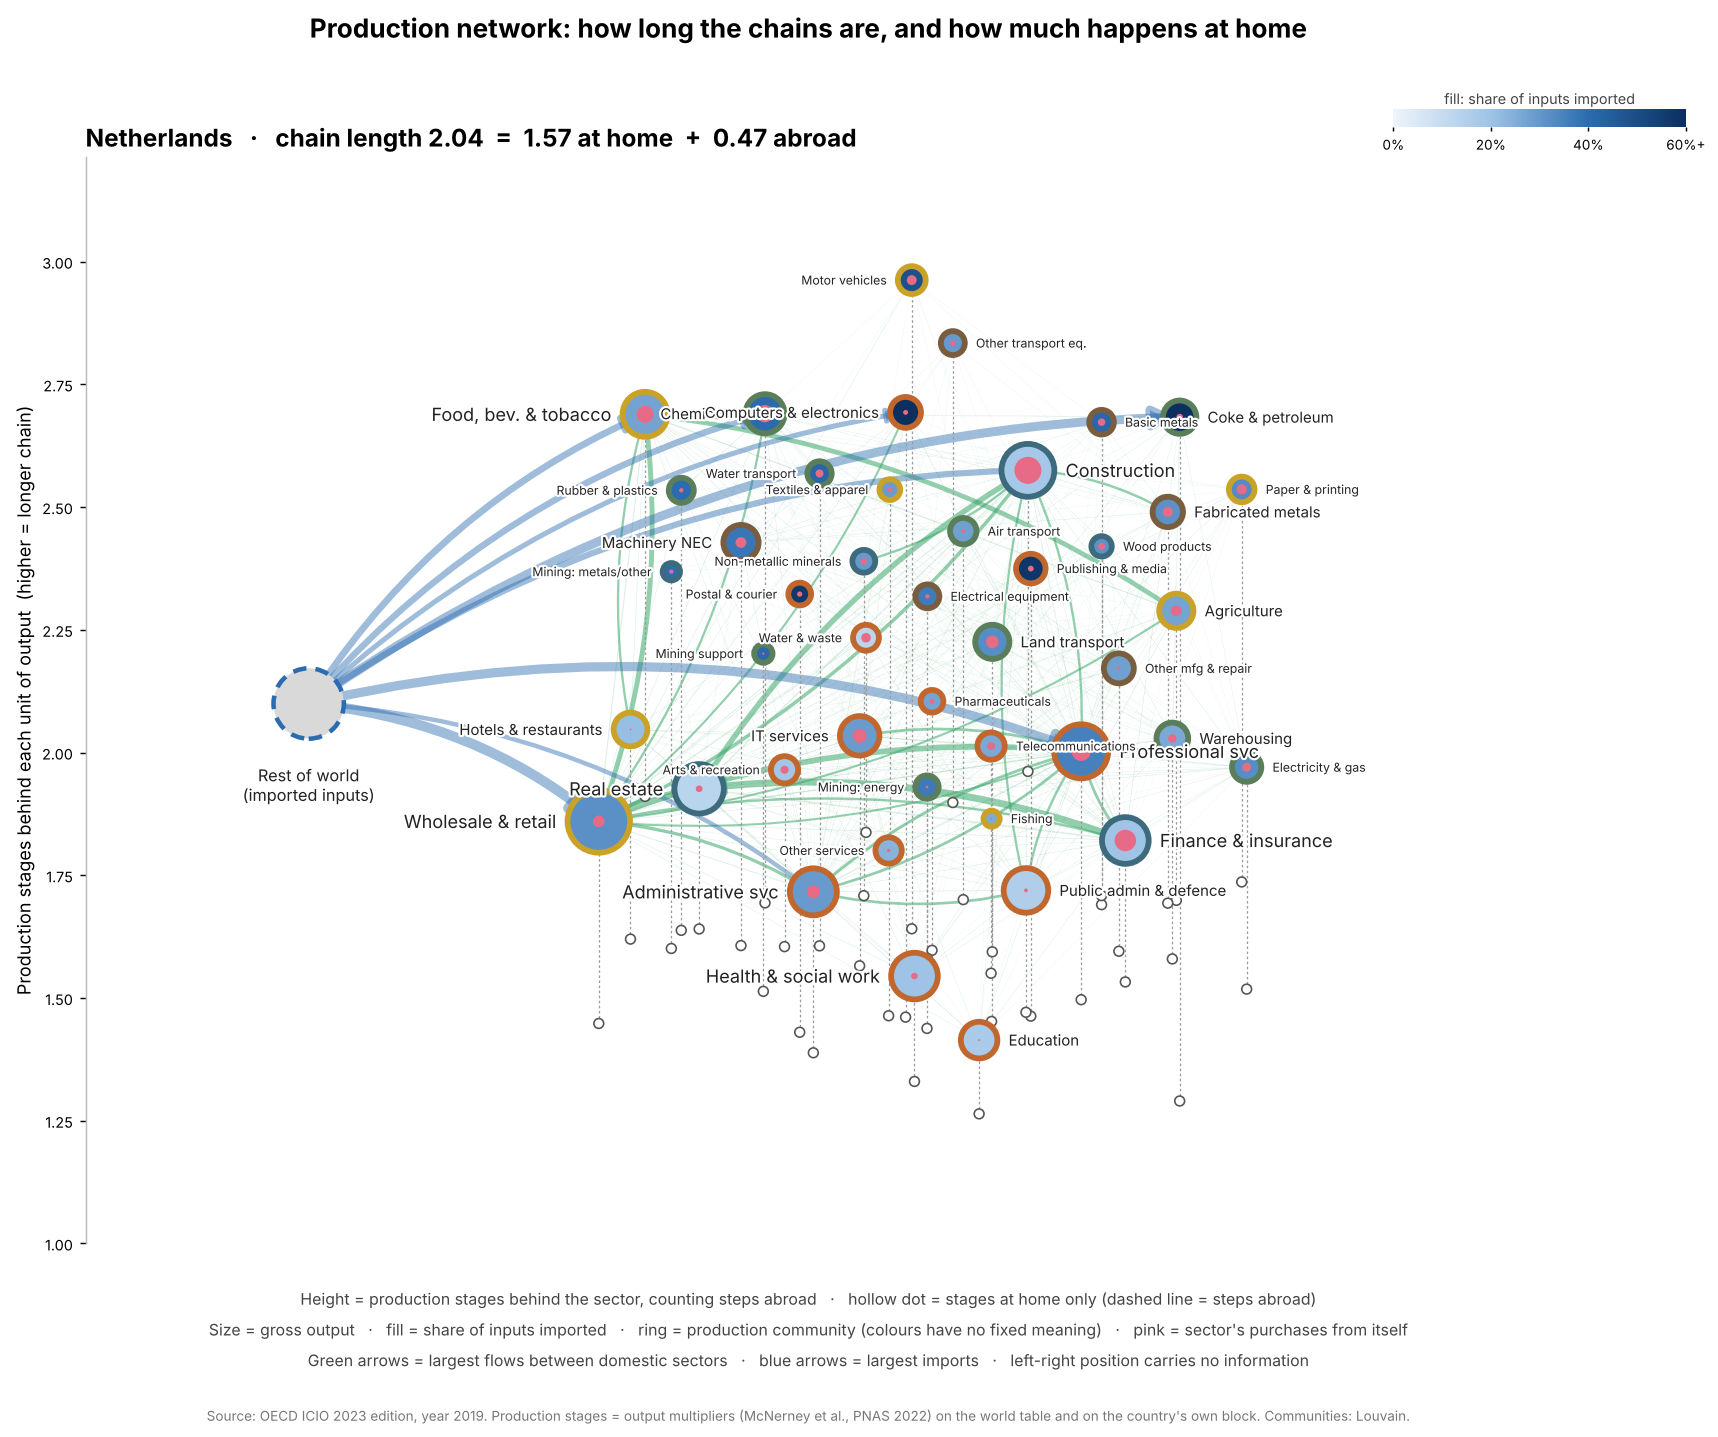 Production network: how long the chains are, and how much happens at home
fill: share of inputs imported
0%
20%
40%
60%+
Netherlands · chain length 2.04 = 1.57 at home + 0.47 abroad
Production stages behind each unit of output (higher = longer chain)
3.00
2.75
2.50
2.25
2.00
1.75
1.50
1.25
1.00
Motor vehicles
Other transport eq.
Food, bev. & tobacco
Computers & electronics
Basic metals
Coke & petroleum
Water transport
Construction
Rubber & plastics
Textiles & apparel
Paper & printing
Fabricated metals
Air transport
Machinery NEC
Wood products
Non-metallic minerals
Mining: metals/other
Publishing & media
Postal & courier
Electrical equipment
Agriculture
Water & waste
Land transport
Mining support
Other mfg & repair
Pharmaceuticals
Hotels & restaurants
IT services
Telecommunications
Warehousing
Professional svc
Arts & recreation
Electricity & gas
Rest of world
(imported inputs)
Real estate
Mining: energy
Wholesale & retail
Fishing
Finance & insurance
Other services
Administrative svc
Public admin & defence
Health & social work
Education
Height = production stages behind the sector, counting steps abroad · hollow dot = stages at home only (dashed line = steps abroad)
Size = gross output · fill = share of inputs imported · ring = production community (colours have no fixed meaning) · pink = sector's purchases from itself
Green arrows = largest flows between domestic sectors · blue arrows = largest imports · left-right position carries no information
Source: OECD ICIO 2023 edition, year 2019. Production stages = output multipliers (McNerney et al., PNAS 2022) on the world table and on the country's own block. Communities: Louvain.